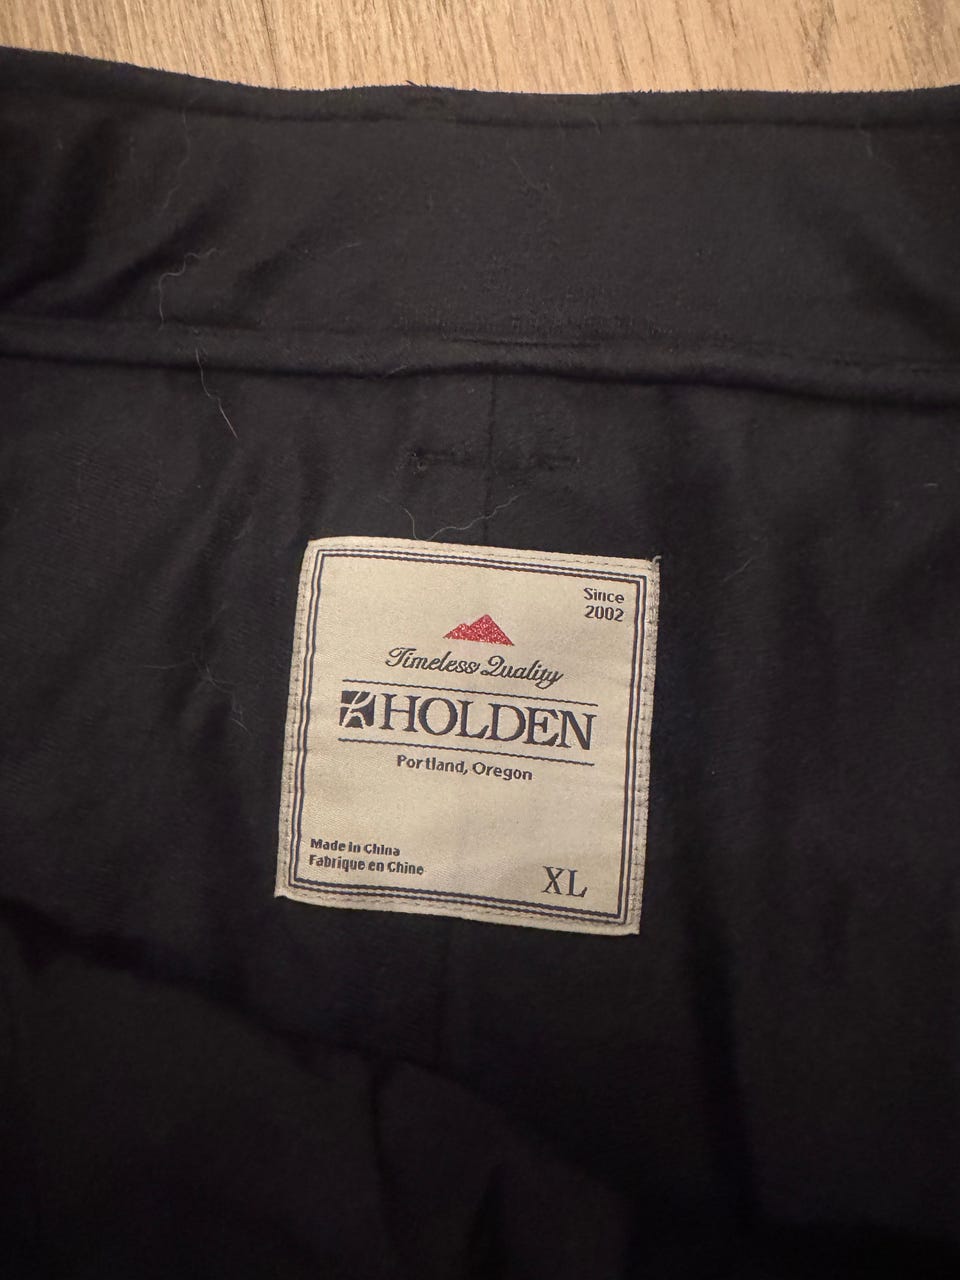 Since
2002
Timeless Quality
HOLDEN
Portland, Oregon
Made in China
Fabrique en Chine
XL